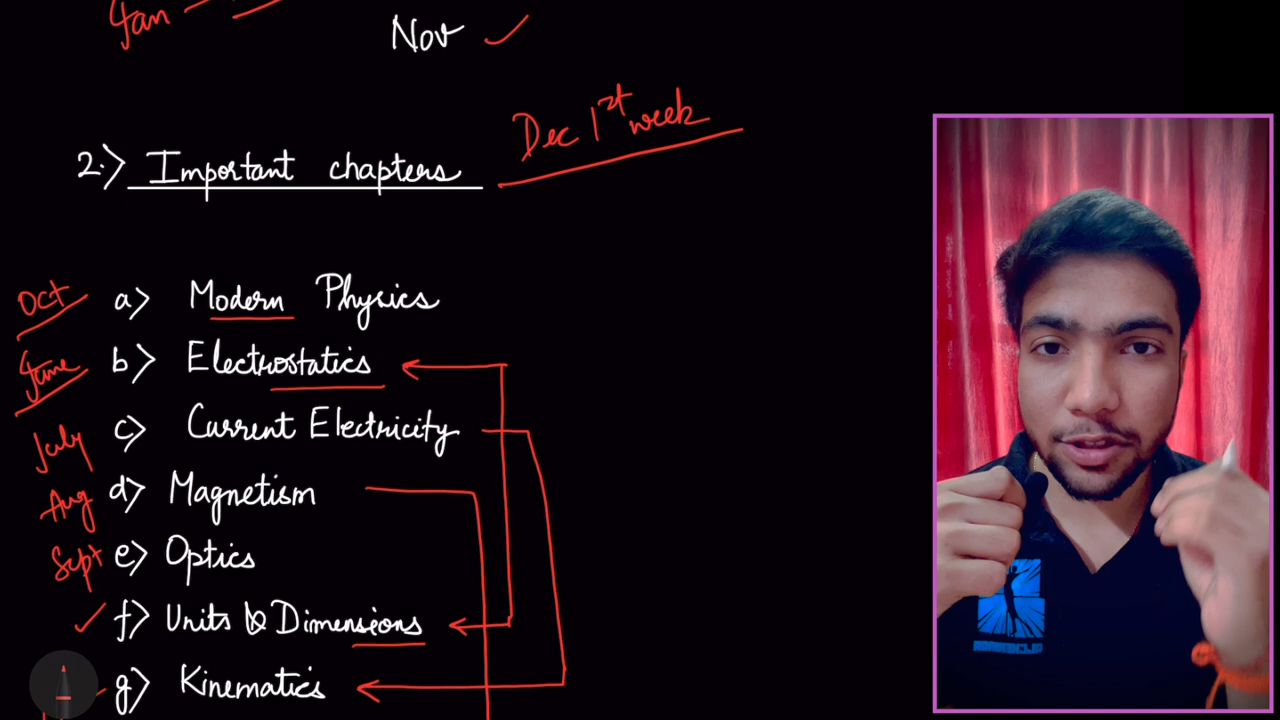 Jan
Nov
Dec 1st week
2.> Important chapters
Oct a> Modern Physics
June b> Electrostatics
July c> Current Electricity
Aug d> Magnetism
Sept e> Optics
f> Units & Dimensions
g> Kinematics